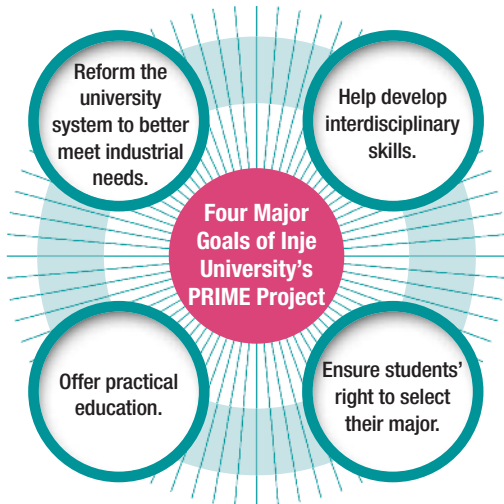 Reform the
university
system to better
meet industrial
needs.
Help develop
interdisciplinary
skills.
Four Major
Goals of Inje
University's
PRIME Project
Offer practical
education.
Ensure students'
right to select
their major.